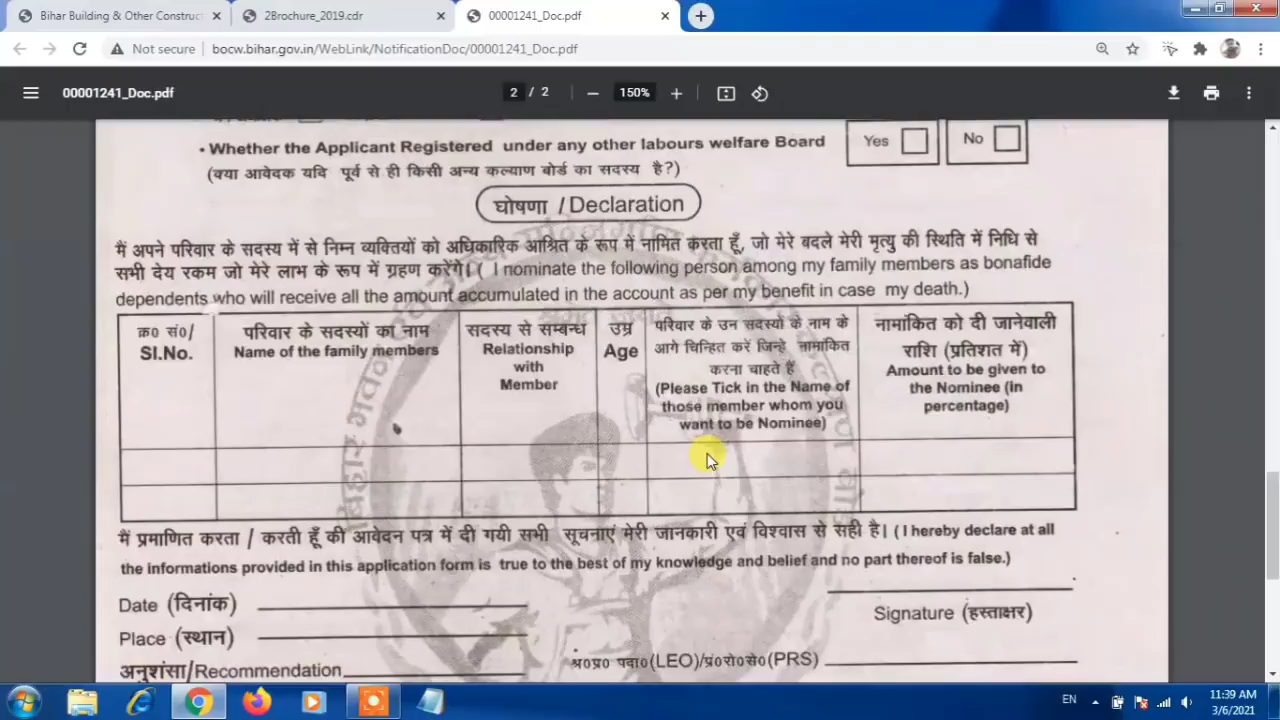 Bihar Building & Other Construct
2Brochure_2019.cdr
00001241_Doc.pdf
Not secure
bocw.bihar.gov.in/WebLink/NotificationDoc/00001241_Doc.pdf
00001241_Doc.pdf
2 / 2
150%
• Whether the Applicant Registered under any other labours welfare Board
Yes
No
(क्या आवेदक यदि पूर्व से ही किसी अन्य कल्याण बोर्ड का सदस्य है?)
घोषणा /Declaration
मैं अपने परिवार के सदस्य में से निम्न व्यक्तियों को अधिकारिक आश्रित के रूप में नामित करता हूँ, जो मेरे बदले मेरी मृत्यु की स्थिति में निधि से
सभी देय रकम जो मेरे लाभ के रूप में ग्रहण करेंगे। ( I nominate the following person among my family members as bonafide
dependents who will receive all the amount accumulated in the account as per my benefit in case my death.)
क्र० सं०/
Sl.No.
परिवार के सदस्यों का नाम
Name of the family members
सदस्य से सम्बन्ध
Relationship
with
Member
उम्र
Age
परिवार के उन सदस्यों के नाम के
आगे चिन्हित करें जिन्हे नामांकित
करना चाहते हैं
(Please Tick in the Name of
those member whom you
want to be Nominee)
नामांकित को दी जानेवाली
राशि (प्रतिशत में)
Amount to be given to
the Nominee (in
percentage)
मैं प्रमाणित करता / करती हूँ की आवेदन पत्र में दी गयी सभी सूचनाएं मेरी जानकारी एवं विश्वास से सही है। ( I hereby declare at all
the informations provided in this application form is true to the best of my knowledge and belief and no part thereof is false.)
Date (दिनांक)
Signature (हस्ताक्षर)
Place (स्थान)
श्र०प्र० पदा०(LEO)/प्रं०रो०से०(PRS)
अनुशंसा/Recommendation
EN
11:39 AM
3/6/2021